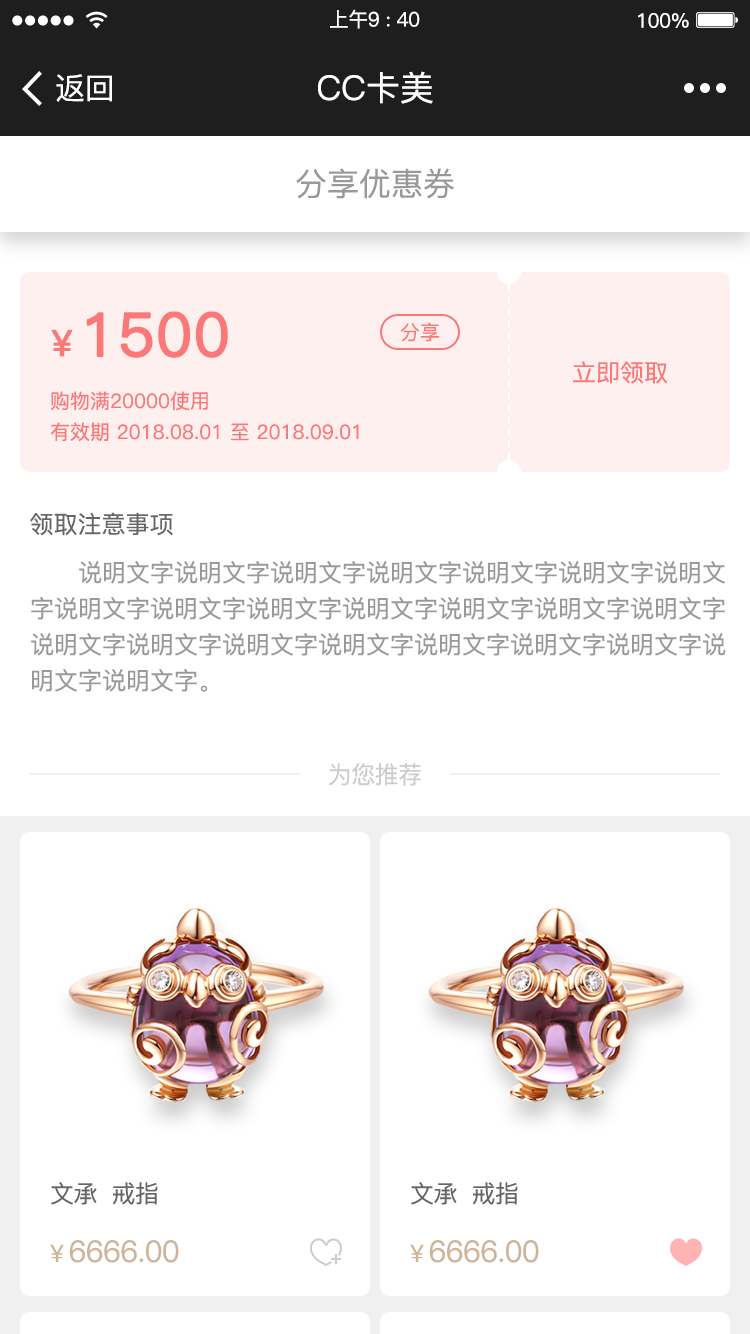 上午9 : 40
100%
返回
CC卡美
分享优惠券
¥1500
分享
立即领取
购物满20000使用
有效期 2018.08.01 至 2018.09.01
领取注意事项
说明文字说明文字说明文字说明文字说明文字说明文字说明文
字说明文字说明文字说明文字说明文字说明文字说明文字说明文字
说明文字说明文字说明文字说明文字说明文字说明文字说明文字说
明文字说明文字。
为您推荐
文承 戒指
文承 戒指
¥6666.00
¥6666.00